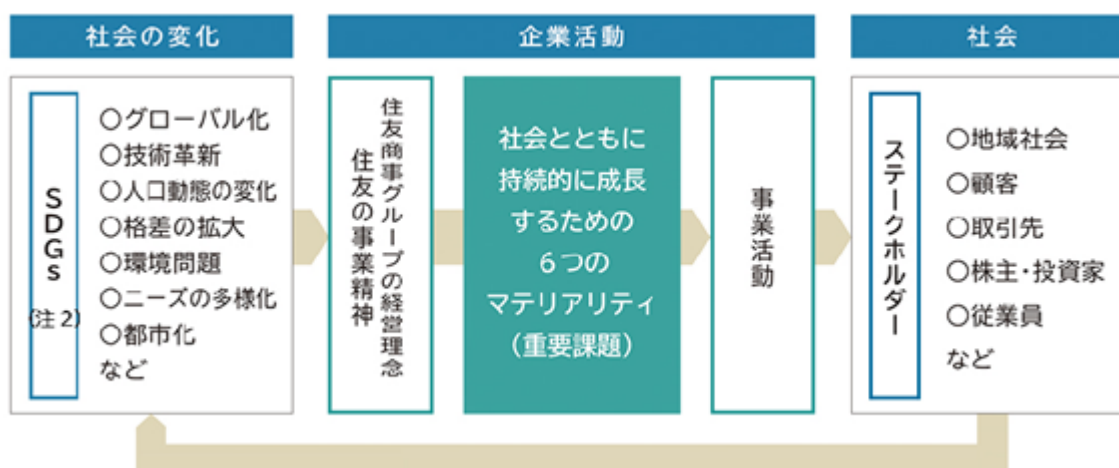 社会の変化
SDGs
(注2)
○グローバル化
○技術革新
○人口動態の変化
○格差の拡大
○環境問題
○ニーズの多様化
○都市化
など
企業活動
住友商事グループの経営理念
住友の事業精神
社会とともに
持続的に成長
するための
6つの
マテリアリティ
(重要課題)
事業活動
社会
ステークホルダー
○地域社会
○顧客
○取引先
○株主・投資家
○従業員
など